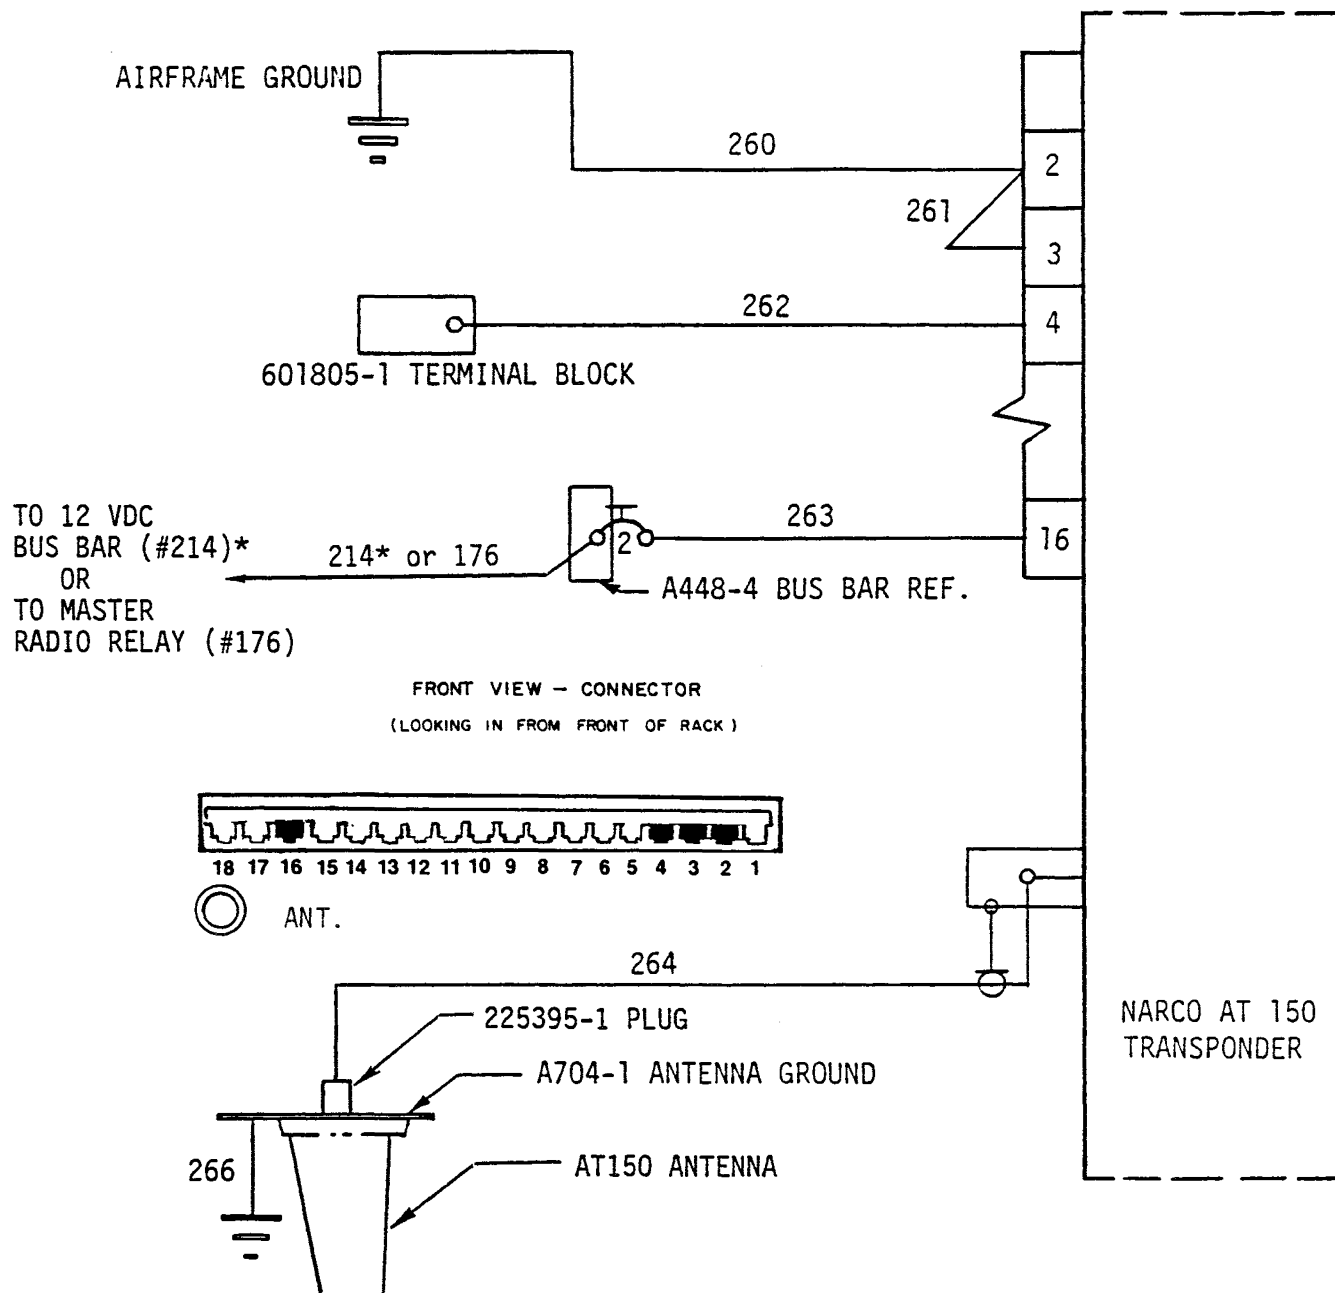 AIRFRAME GROUND
260
2
261
3
262
4
601805-1 TERMINAL BLOCK
TO 12 VDC
BUS BAR (#214)*
OR
TO MASTER
RADIO RELAY (#176)
214* or 176
2
263
16
A448-4 BUS BAR REF.
FRONT VIEW - CONNECTOR
(LOOKING IN FROM FRONT OF RACK)
18 17 16 15 14 13 12 11 10 9 8 7 6 5 4 3 2 1
ANT.
264
225395-1 PLUG
A704-1 ANTENNA GROUND
NARCO AT 150
TRANSPONDER
266
AT150 ANTENNA